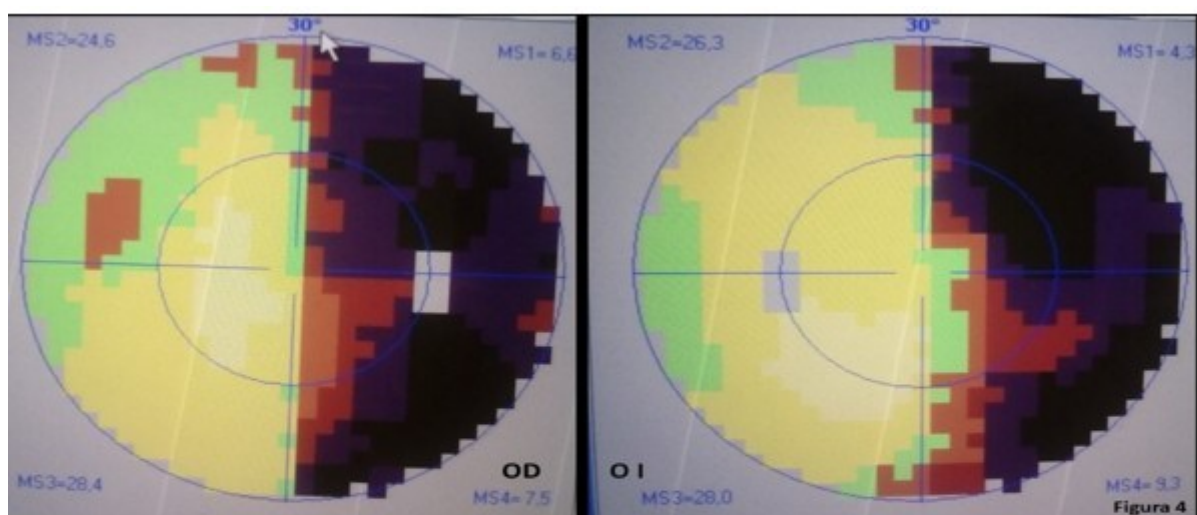 30°
MS2=24,6
MS1= 6,6
MS3=28,4
MS4= 7,5
OD
30°
MS2=26,3
MS1= 4,3
MS3=28,0
MS4= 9,3
O I
Figura 4